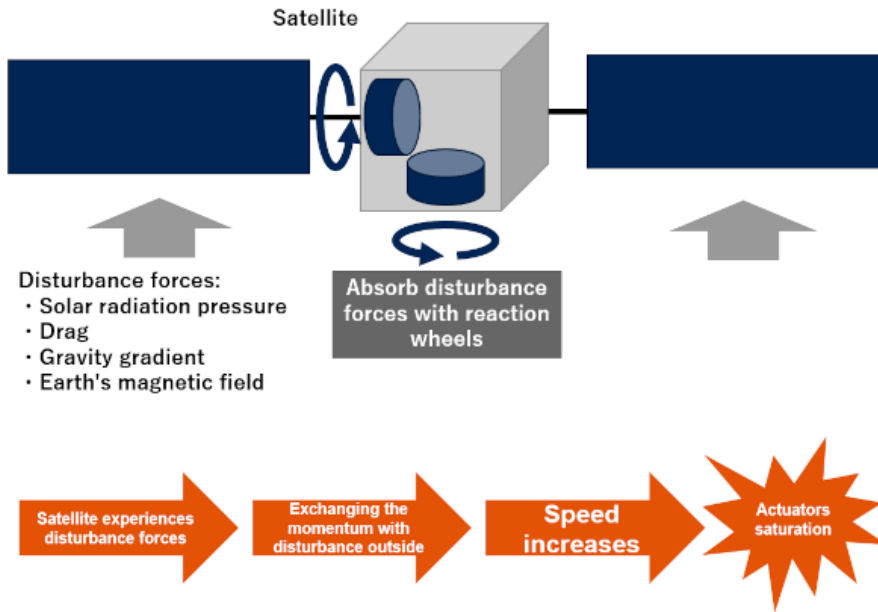 Satellite
Disturbance forces:
・Solar radiation pressure
・Drag
・Gravity gradient
・Earth's magnetic field
Absorb disturbance
forces with reaction
wheels
Satellite experiences
disturbance forces
Exchanging the
momentum with
disturbance outside
Speed
increases
Actuators
saturation